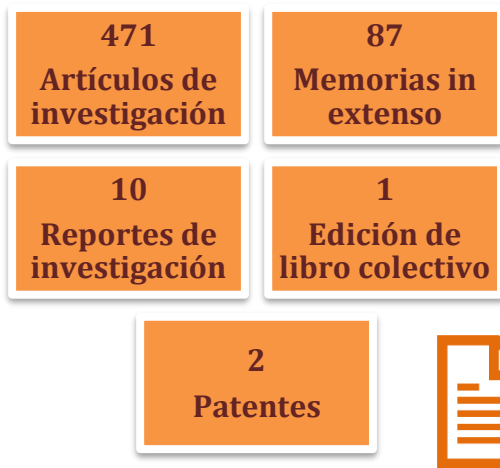 471
Artículos de
investigación
87
Memorias in
extenso
10
Reportes de
investigación
1
Edición de
libro colectivo
2
Patentes